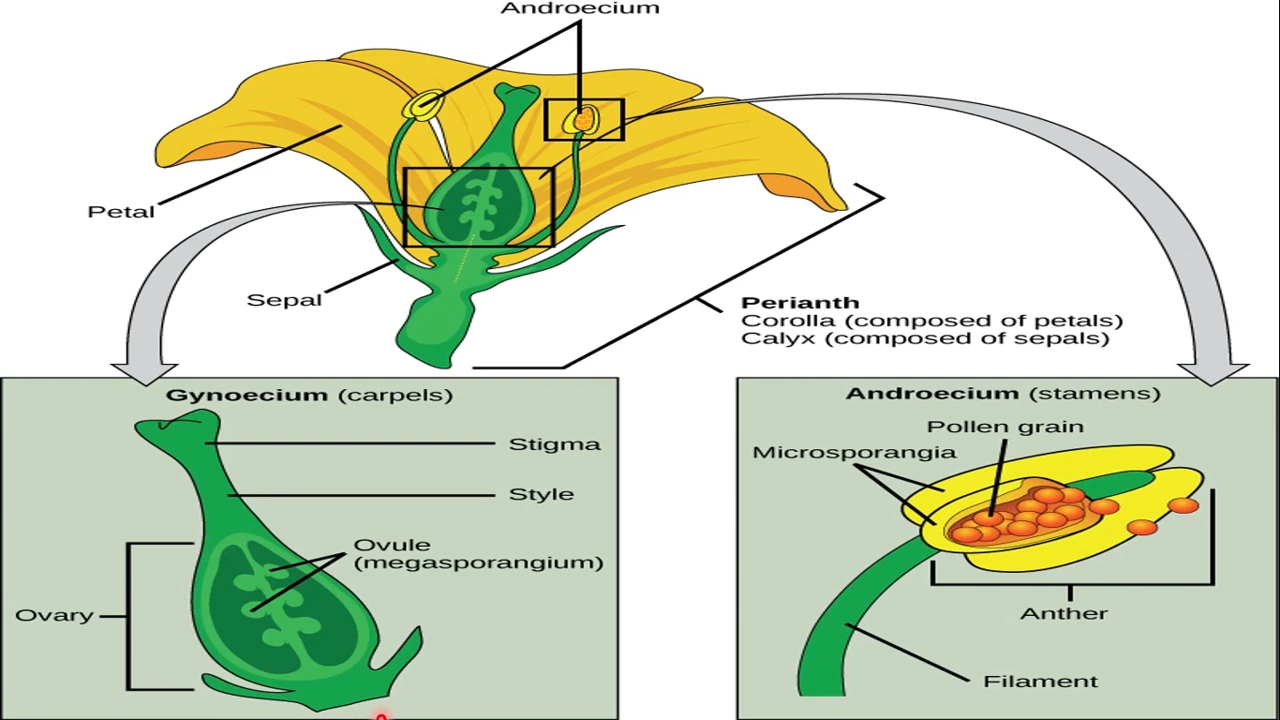 Androecium
Petal
Sepal
Perianth
Corolla (composed of petals)
Calyx (composed of sepals)
Gynoecium (carpels)
Stigma
Style
Ovule
(megasporangium)
Ovary
Androecium (stamens)
Pollen grain
Microsporangia
Anther
Filament